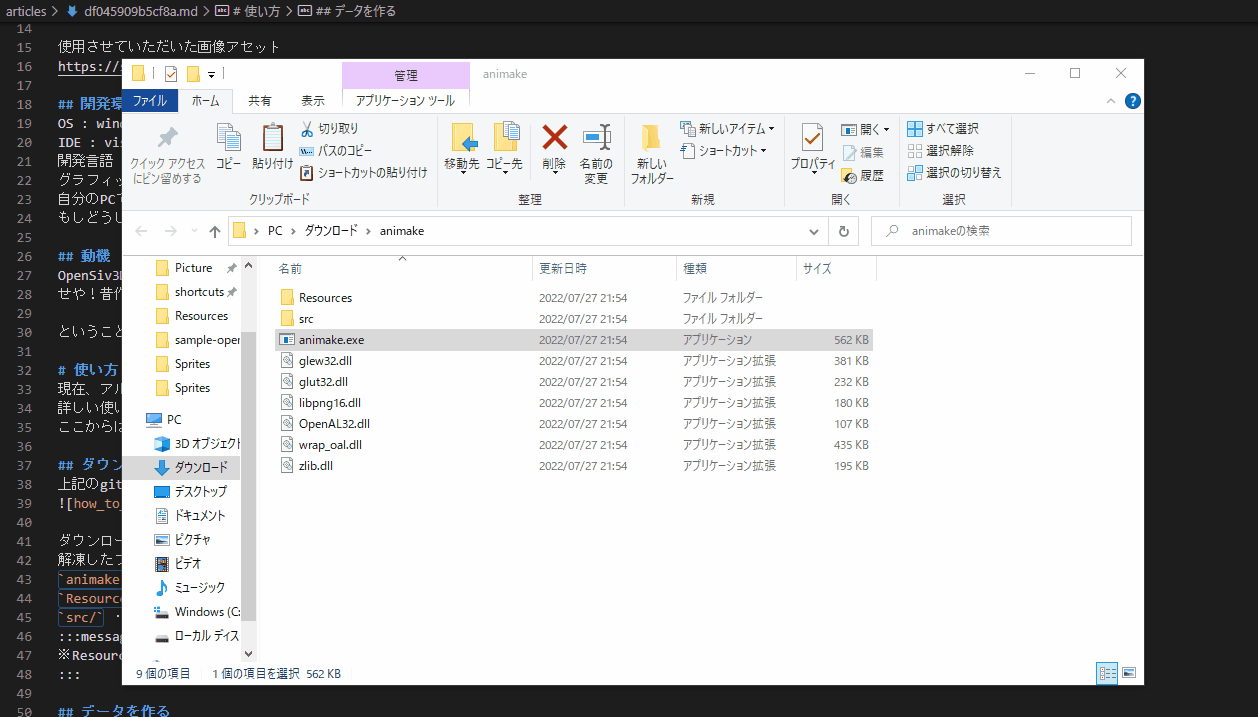 articles > df045909b5cf8a.md > # 使い方 > ## データを作る
14
15 使用させていただいた画像アセット
16 https://
17
18 ## 開発環
19 OS : wind
20 IDE : vis
21 開発言語
22 グラフィッ
23 自分のPCで
24 もしどうし
25
26 ## 動機
27 OpenSiv3D
28 せや！昔作
29
30 ということ
31
32 # 使い方
33 現在、アル
34 詳しい使い
35 ここからは
36
37 ## ダウン
38 上記のgit
39 ![how_to_
40
41 ダウンロー
42 解凍したフ
43 `animake
44 `Resource
45 `src/`
46 :::messag
47 ※Resour
48 :::
49
50 ## データを作る
管理 animake
ファイル ホーム 共有 表示 アプリケーション ツール
クイック アクセスにピン留めする
コピー
貼り付け
切り取り
パスのコピー
ショートカットの貼り付け
クリップボード
移動先
コピー先
削除
名前の変更
整理
新しいフォルダー
新しいアイテム
ショートカット
新規
プロパティ
開く
編集
履歴
開く
すべて選択
選択解除
選択の切り替え
選択
PC > ダウンロード > animake
animakeの検索
Picture
shortcuts
Resources
sample-oper
Sprites
Sprites
PC
3D オブジェクト
ダウンロード
デスクトップ
ドキュメント
ピクチャ
ビデオ
ミュージック
Windows (C:
ローカル ディス
名前 更新日時 種類 サイズ
Resources 2022/07/27 21:54 ファイル フォルダー
src 2022/07/27 21:54 ファイル フォルダー
animake.exe 2022/07/27 21:54 アプリケーション 562 KB
glew32.dll 2022/07/27 21:54 アプリケーション拡張 381 KB
glut32.dll 2022/07/27 21:54 アプリケーション拡張 232 KB
libpng16.dll 2022/07/27 21:54 アプリケーション拡張 180 KB
OpenAL32.dll 2022/07/27 21:54 アプリケーション拡張 107 KB
wrap_oal.dll 2022/07/27 21:54 アプリケーション拡張 435 KB
zlib.dll 2022/07/27 21:54 アプリケーション拡張 195 KB
9 個の項目 1 個の項目を選択 562 KB